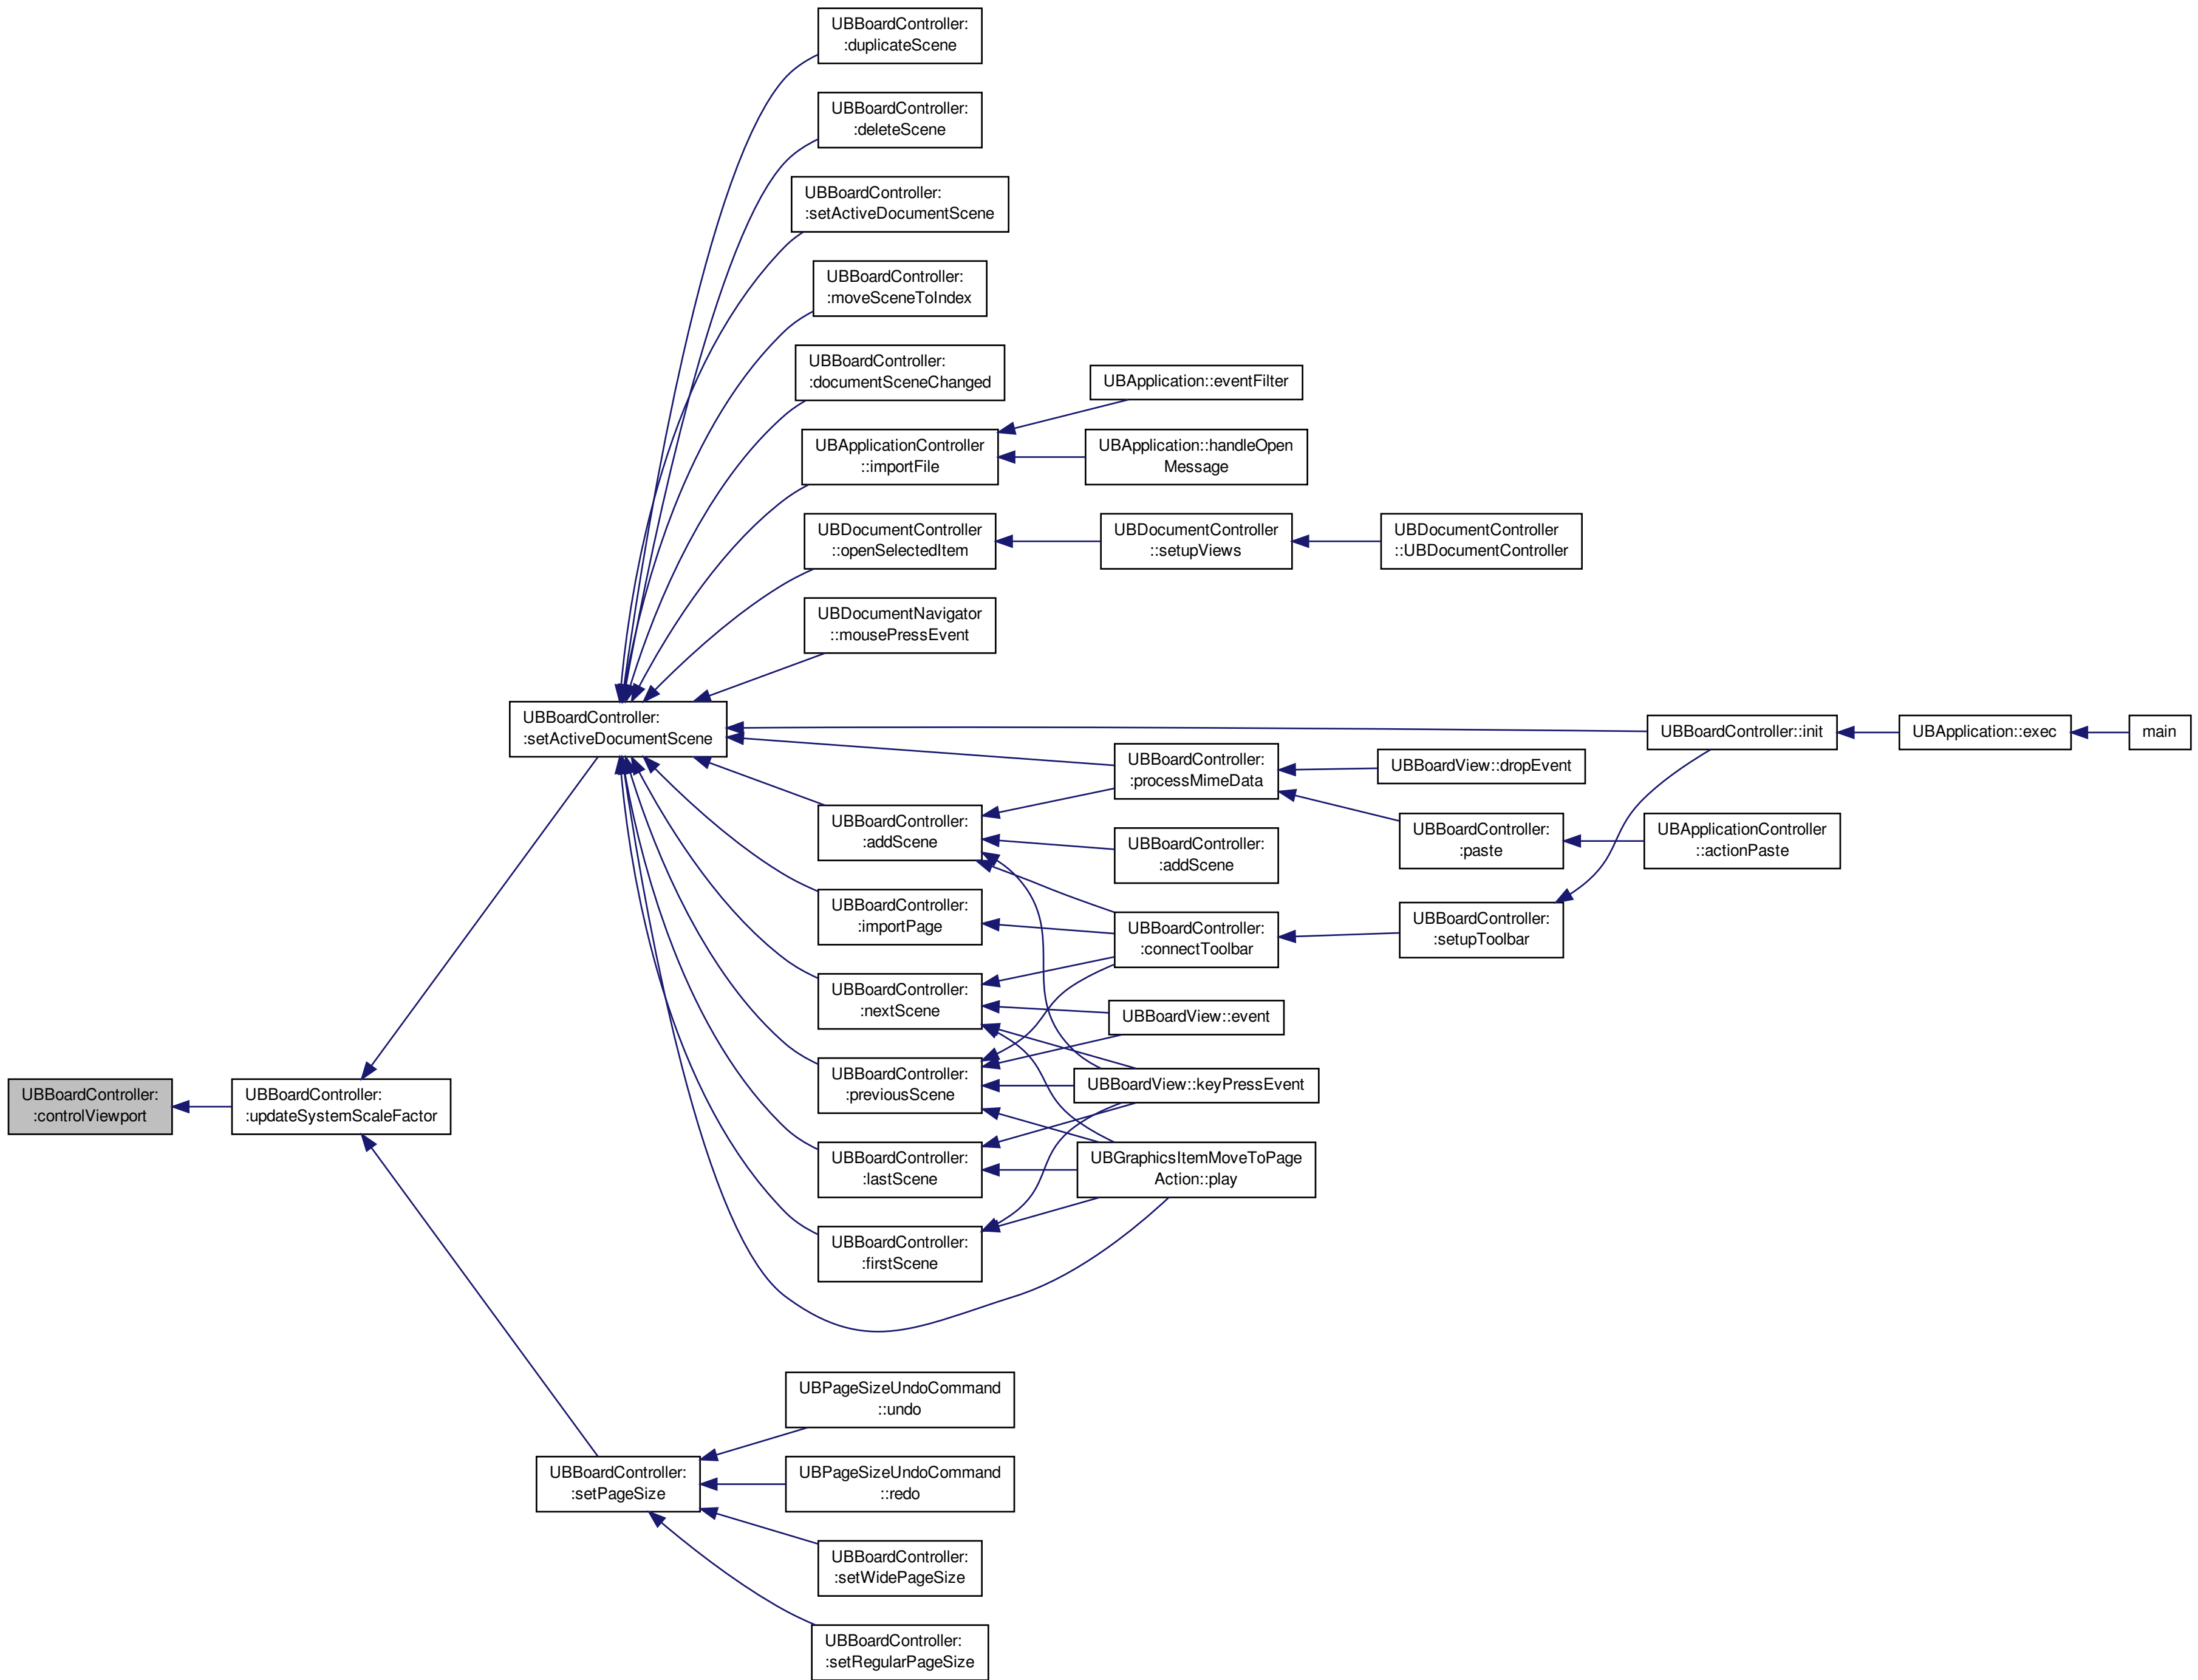 UBBoardController:
:duplicateScene
UBBoardController:
:deleteScene
UBBoardController:
:setActiveDocumentScene
UBBoardController:
:moveSceneToIndex
UBBoardController:
:documentSceneChanged
UBApplication::eventFilter
UBApplicationController
::importFile
UBApplication::handleOpen
Message
UBDocumentController
::openSelectedItem
UBDocumentController
::setupViews
UBDocumentController
::UBDocumentController
UBDocumentNavigator
::mousePressEvent
UBBoardController:
:setActiveDocumentScene
UBBoardController::init
UBApplication::exec
main
UBBoardController:
:processMimeData
UBBoardView::dropEvent
UBBoardController:
:addScene
UBBoardController:
:addScene
UBBoardController:
:paste
UBApplicationController
::actionPaste
UBBoardController:
:importPage
UBBoardController:
:connectToolbar
UBBoardController:
:setupToolbar
UBBoardController:
:nextScene
UBBoardView::event
UBBoardController:
:controlViewport
UBBoardController:
:updateSystemScaleFactor
UBBoardController:
:previousScene
UBBoardView::keyPressEvent
UBBoardController:
:lastScene
UBGraphicsItemMoveToPage
Action::play
UBBoardController:
:firstScene
UBPageSizeUndoCommand
::undo
UBBoardController:
:setPageSize
UBPageSizeUndoCommand
::redo
UBBoardController:
:setWidePageSize
UBBoardController:
:setRegularPageSize